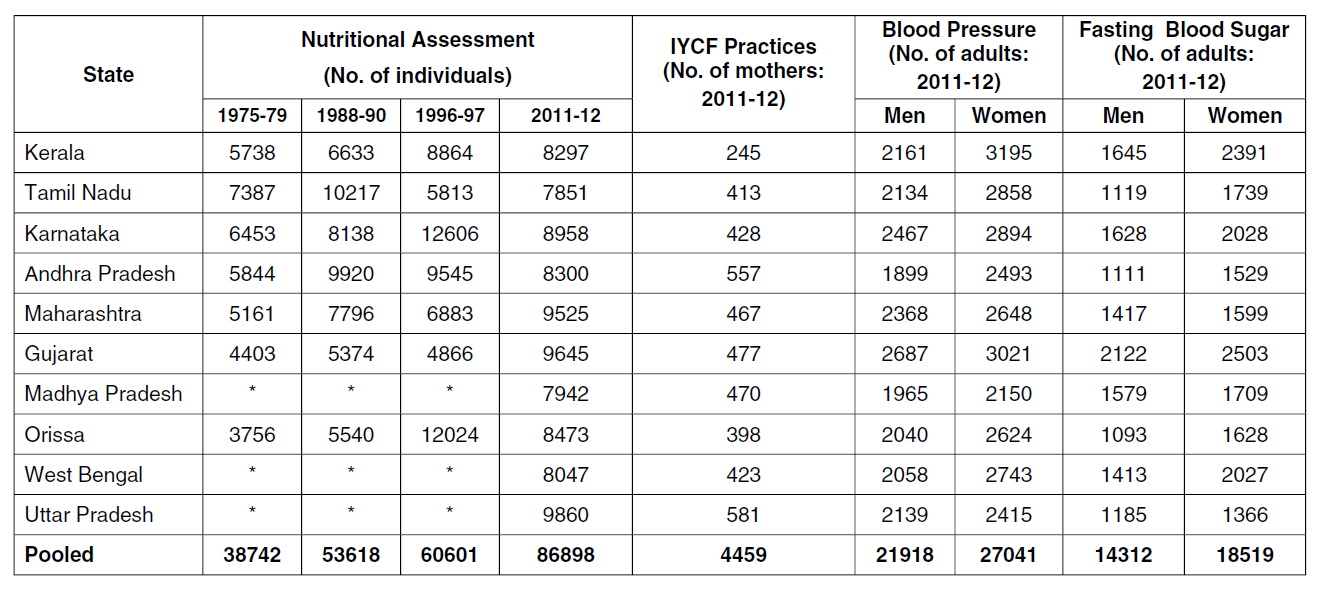 State Nutritional Assessment (No. of individuals) IYCF Practices (No. of mothers: 2011-12) Blood Pressure (No. of adults: 2011-12) Fasting Blood Sugar (No. of adults: 2011-12)
1975-79 1988-90 1996-97 2011-12 Men Women Men Women
Kerala 5738 6633 8864 8297 245 2161 3195 1645 2391
Tamil Nadu 7387 10217 5813 7851 413 2134 2858 1119 1739
Karnataka 6453 8138 12606 8958 428 2467 2894 1628 2028
Andhra Pradesh 5844 9920 9545 8300 557 1899 2493 1111 1529
Maharashtra 5161 7796 6883 9525 467 2368 2648 1417 1599
Gujarat 4403 5374 4866 9645 477 2687 3021 2122 2503
Madhya Pradesh * * * 7942 470 1965 2150 1579 1709
Orissa 3756 5540 12024 8473 398 2040 2624 1093 1628
West Bengal * * * 8047 423 2058 2743 1413 2027
Uttar Pradesh * * * 9860 581 2139 2415 1185 1366
Pooled 38742 53618 60601 86898 4459 21918 27041 14312 18519